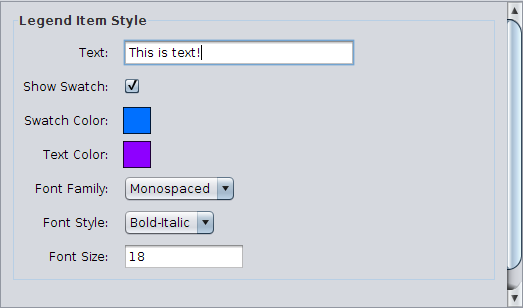 Legend Item Style
Text: This is text!
Show Swatch:
Swatch Color:
Text Color:
Font Family: Monospaced
Font Style: Bold-Italic
Font Size: 18